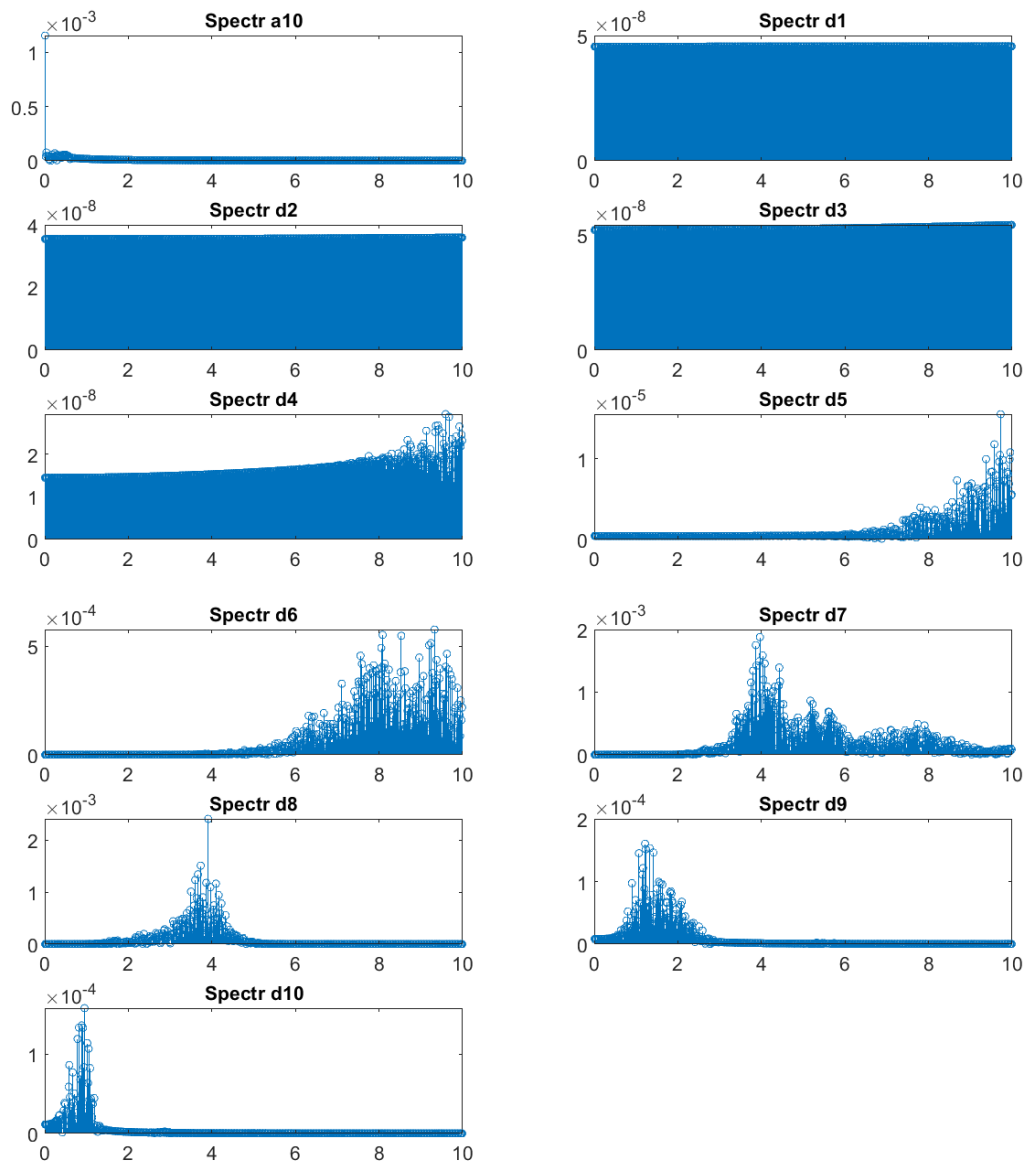 ×10-3
Spectr a10
1
0.5
0
0 2 4 6 8 10
×10-8
Spectr d1
5
0
0 2 4 6 8 10
×10-8
Spectr d2
4
2
0
0 2 4 6 8 10
×10-8
Spectr d3
5
0
0 2 4 6 8 10
×10-8
Spectr d4
2
1
0
0 2 4 6 8 10
×10-5
Spectr d5
1
0
0 2 4 6 8 10
×10-4
Spectr d6
5
0
0 2 4 6 8 10
×10-3
Spectr d7
2
1
0
0 2 4 6 8 10
×10-3
Spectr d8
2
1
0
0 2 4 6 8 10
×10-4
Spectr d9
2
1
0
0 2 4 6 8 10
×10-4
Spectr d10
1
0
0 2 4 6 8 10